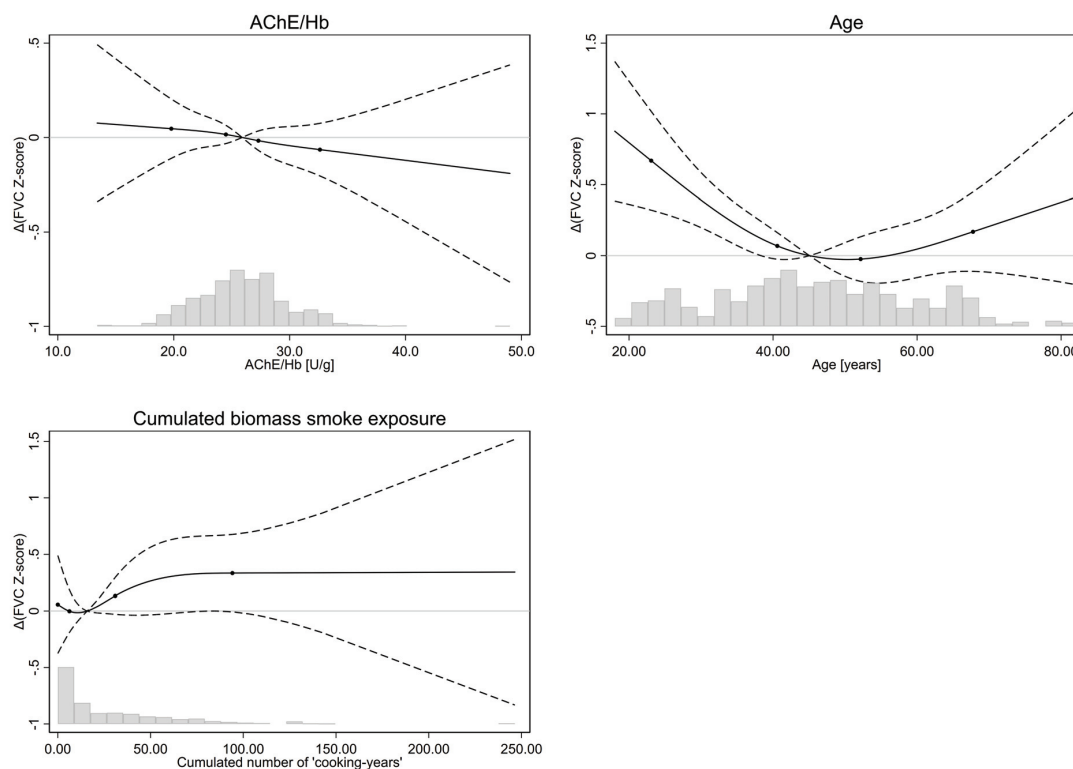 AChE/Hb
Δ(FVC Z-score)
.5
0
-.5
-1
10.0 20.0 30.0 40.0 50.0
AChE/Hb [U/g]
Age
Δ(FVC Z-score)
1.5
1
.5
0
-.5
20.00 40.00 60.00 80.00
Age [years]
Cumulated biomass smoke exposure
Δ(FVC Z-score)
1.5
1
.5
0
-.5
-1
0.00 50.00 100.00 150.00 200.00 250.00
Cumulated number of 'cooking-years'